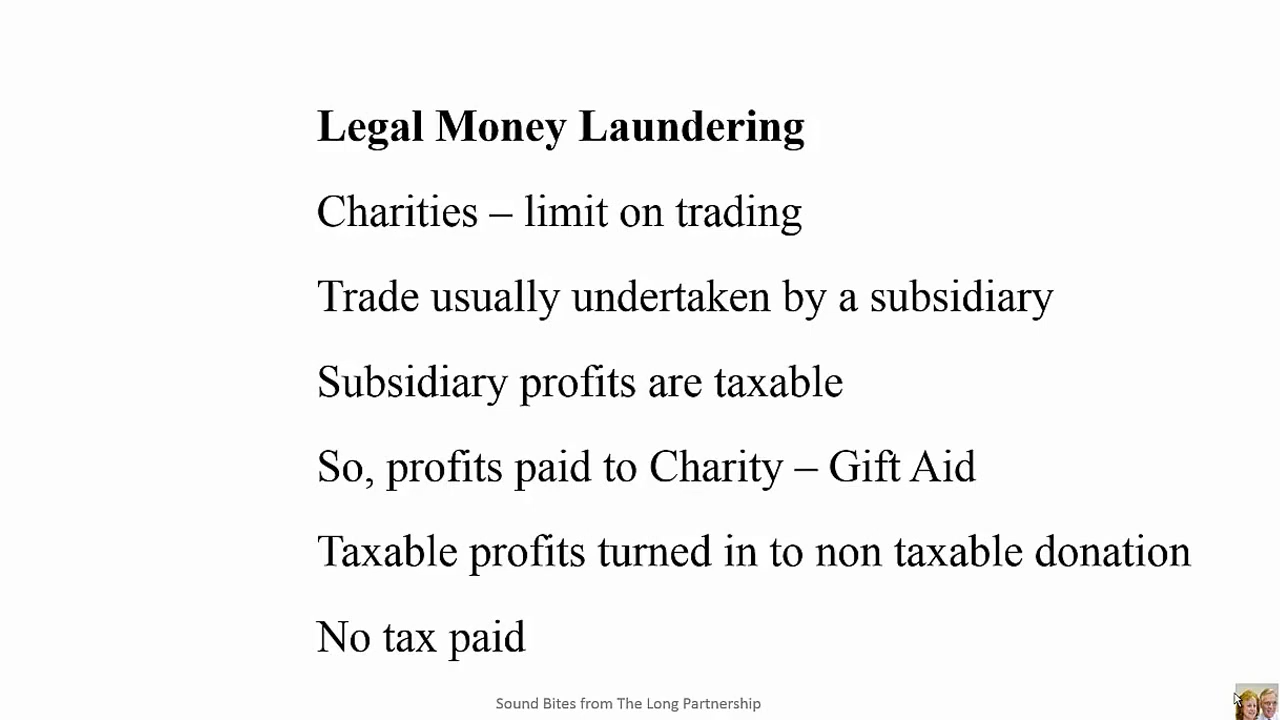 Legal Money Laundering
Charities – limit on trading
Trade usually undertaken by a subsidiary
Subsidiary profits are taxable
So, profits paid to Charity – Gift Aid
Taxable profits turned in to non taxable donation
No tax paid
Sound Bites from The Long Partnership